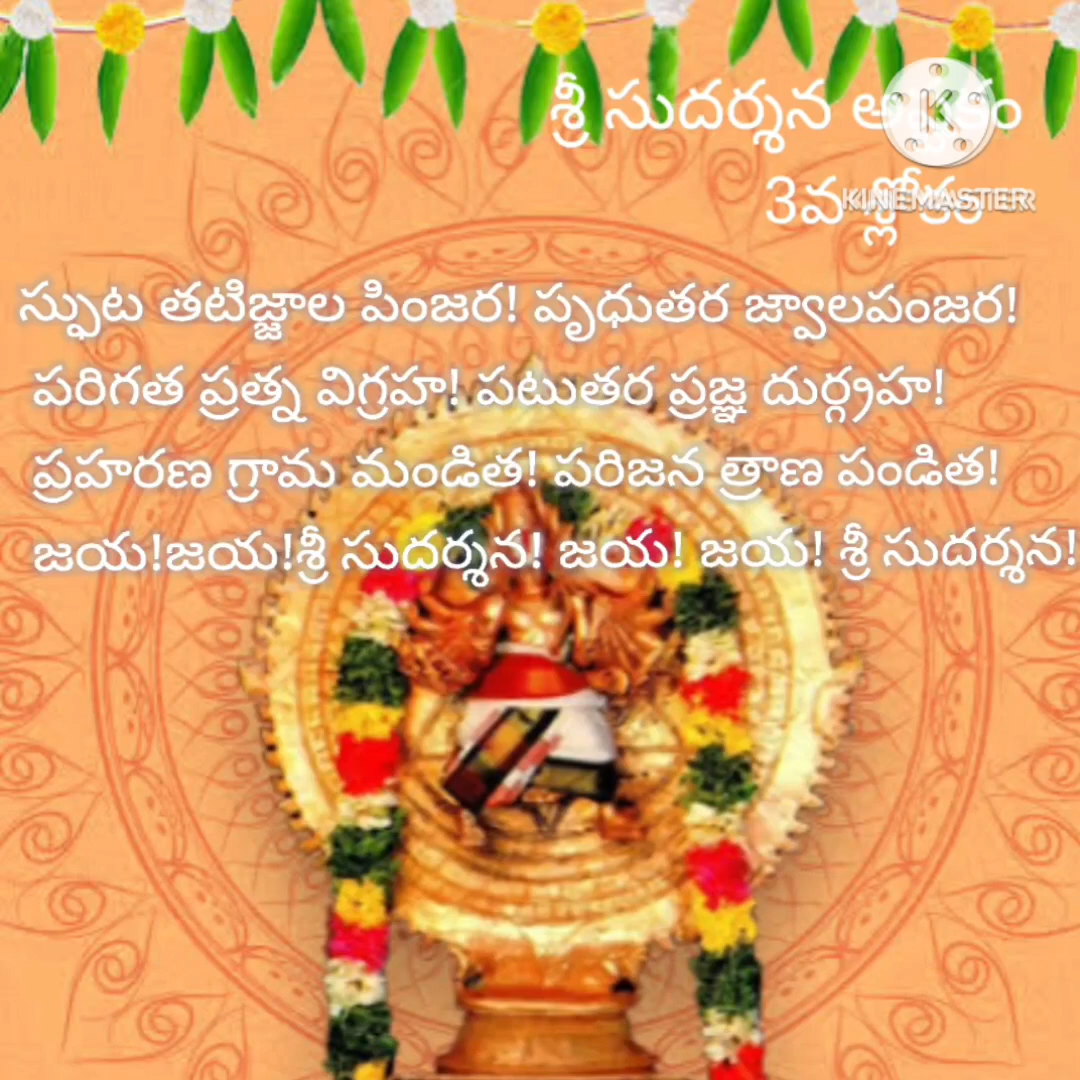 శ్రీ సుదర్శన
3వ
KINEMASTER
స్ఫుట తటిజ్జాల పింజర! పృధుతర జ్వాలపంజర!
పరిగత ప్రత్న విగ్రహ! పటుతర ప్రజ్ఞ దుర్గ్రహ!
ప్రహరణ గ్రామ మండిత! పరిజన త్రాణ పండిత!
జయ!జయ!శ్రీ సుదర్శన! జయ! జయ! శ్రీ సుదర్శన!